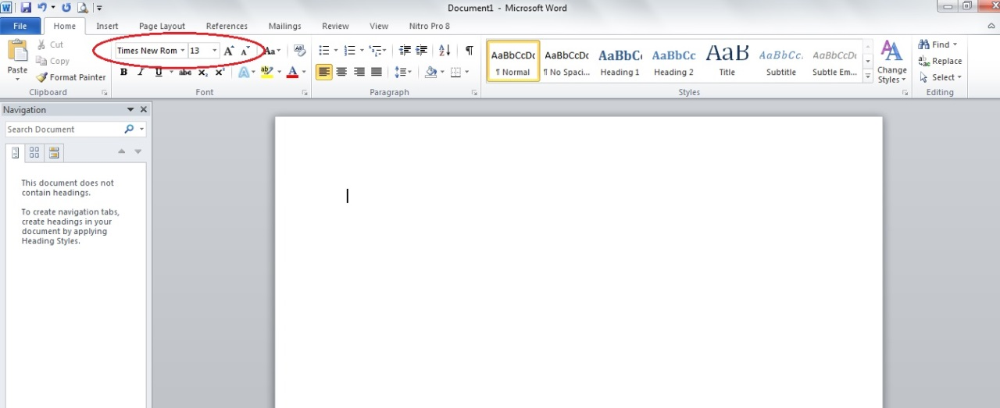 Document1 - Microsoft Word
File Home Insert Page Layout References Mailings Review View Nitro Pro 8
Paste
Cut
Copy
Format Painter
Clipboard
Times New Rom 13
B I U abc X₂ X²
Font
Paragraph
AaBbCcDc AaBbCcDc AaBbCc AaBbCc AaB AaBbCc. AaBbCcDc
¶ Normal ¶ No Spaci... Heading 1 Heading 2 Title Subtitle Subtle Em...
Change
Styles
Styles
Find
Replace
Select
Editing
Navigation
Search Document
This document does not
contain headings.
To create navigation tabs,
create headings in your
document by applying
Heading Styles.